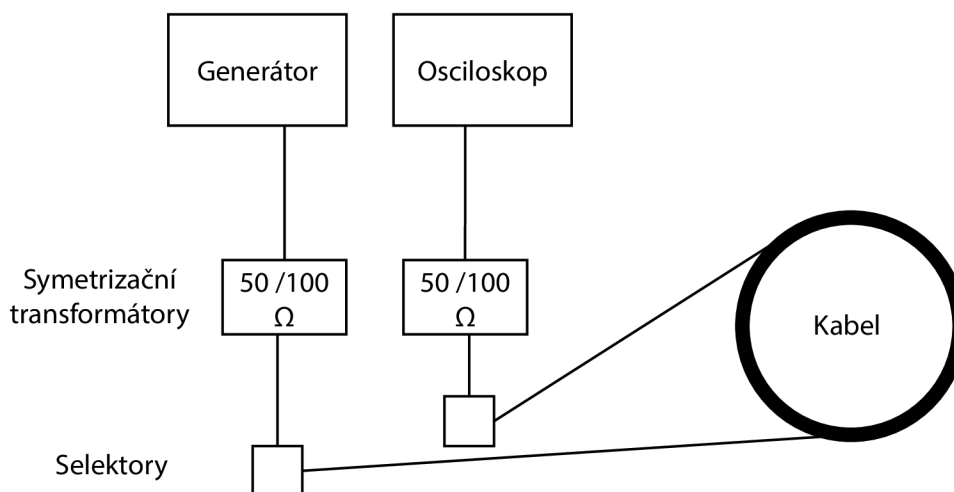 Generátor
Osciloskop
Symetrizační
transformátory
50 /100
Ω
50 /100
Ω
Kabel
Selektory